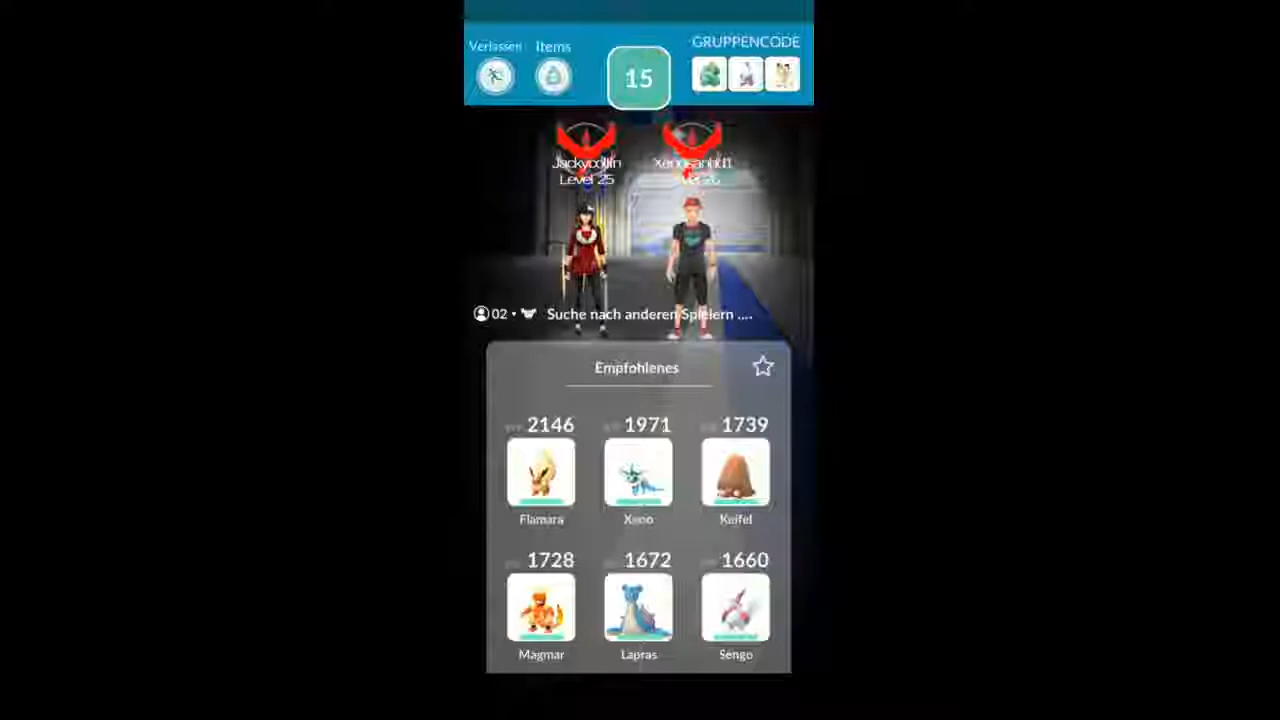 Verlassen
Items
15
GRUPPENCODE
Jackycollin
Level 25
02 • Suche nach anderen Spielern ....
Empfohlenes
2146
1971
1739
Flamara
Xeno
Keifel
1728
1672
1660
Magmar
Lapras
Sengo